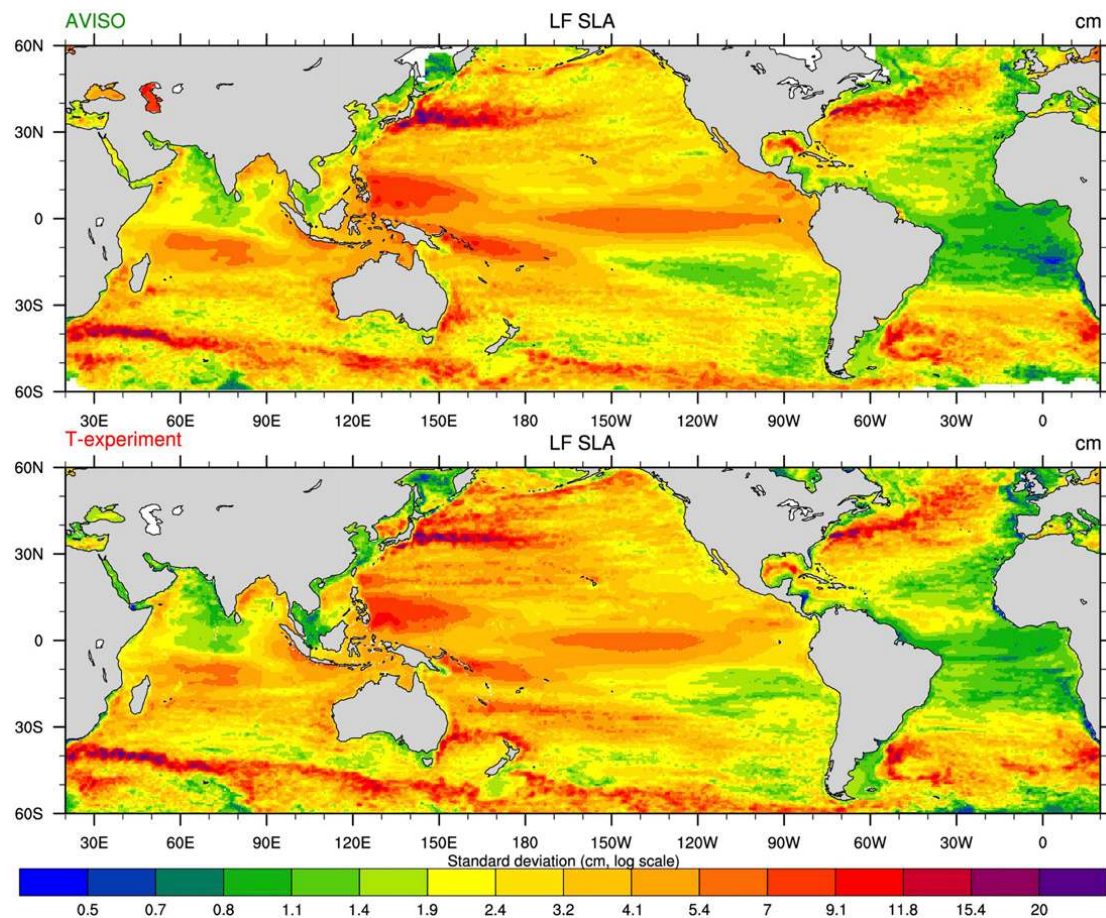 AVISO LF SLA cm
60N
30N
0
30S
60S
30E 60E 90E 120E 150E 180 150W 120W 90W 60W 30W 0
T-experiment LF SLA cm
60N
30N
0
30S
60S
30E 60E 90E 120E 150E 180 150W 120W 90W 60W 30W 0
Standard deviation (cm, log scale)
0.5 0.7 0.8 1.1 1.4 1.9 2.4 3.2 4.1 5.4 7 9.1 11.8 15.4 20